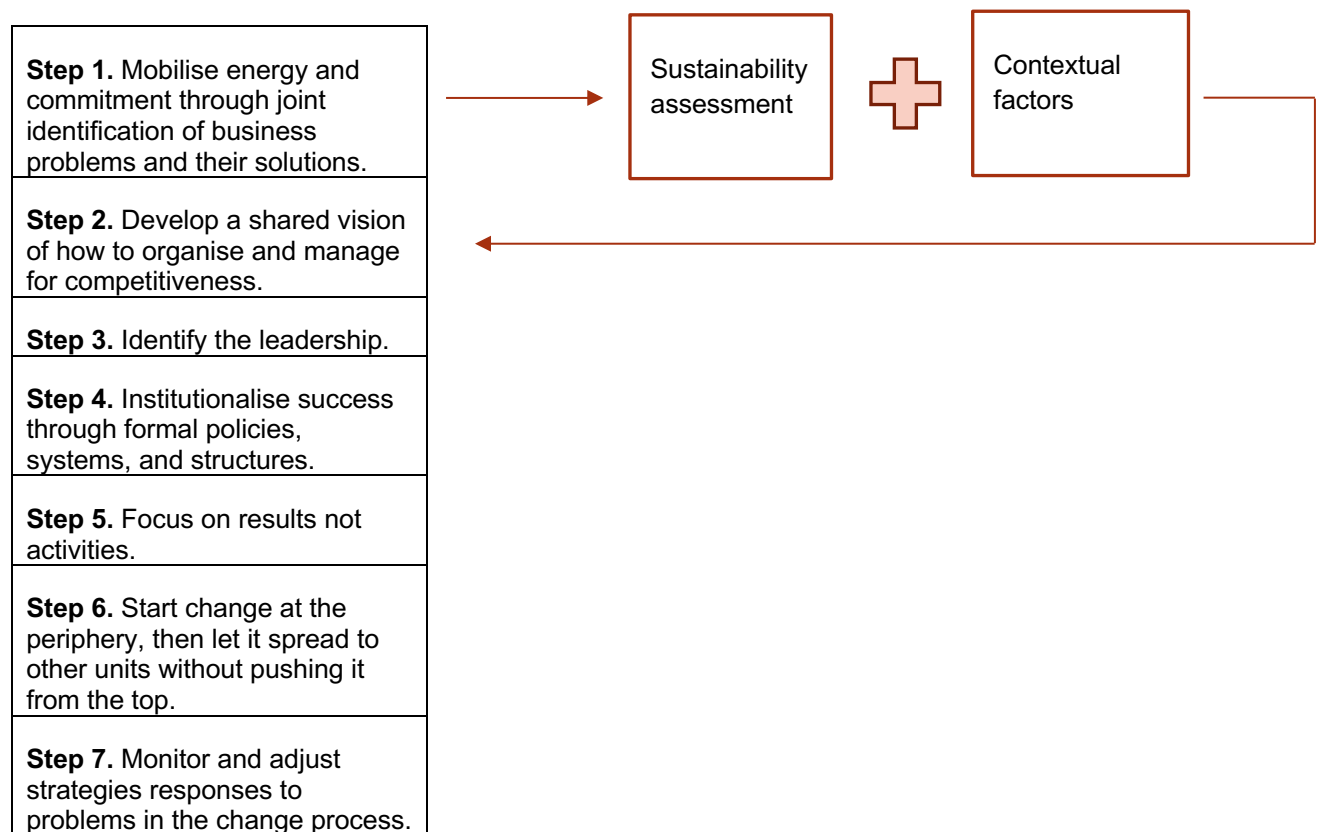 Step 1. Mobilise energy and
commitment through joint
identification of business
problems and their solutions.
Sustainability
assessment
Contextual
factors
Step 2. Develop a shared vision
of how to organise and manage
for competitiveness.
Step 3. Identify the leadership.
Step 4. Institutionalise success
through formal policies,
systems, and structures.
Step 5. Focus on results not
activities.
Step 6. Start change at the
periphery, then let it spread to
other units without pushing it
from the top.
Step 7. Monitor and adjust
strategies responses to
problems in the change process.